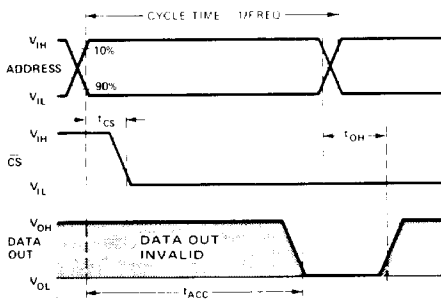 CYCLE TIME 1/FREQ
VIH
10%
ADDRESS
90%
VIL
tCS
VIH
tOH
CS
VIL
VOH
DATA OUT
DATA OUT INVALID
VOL
tACC